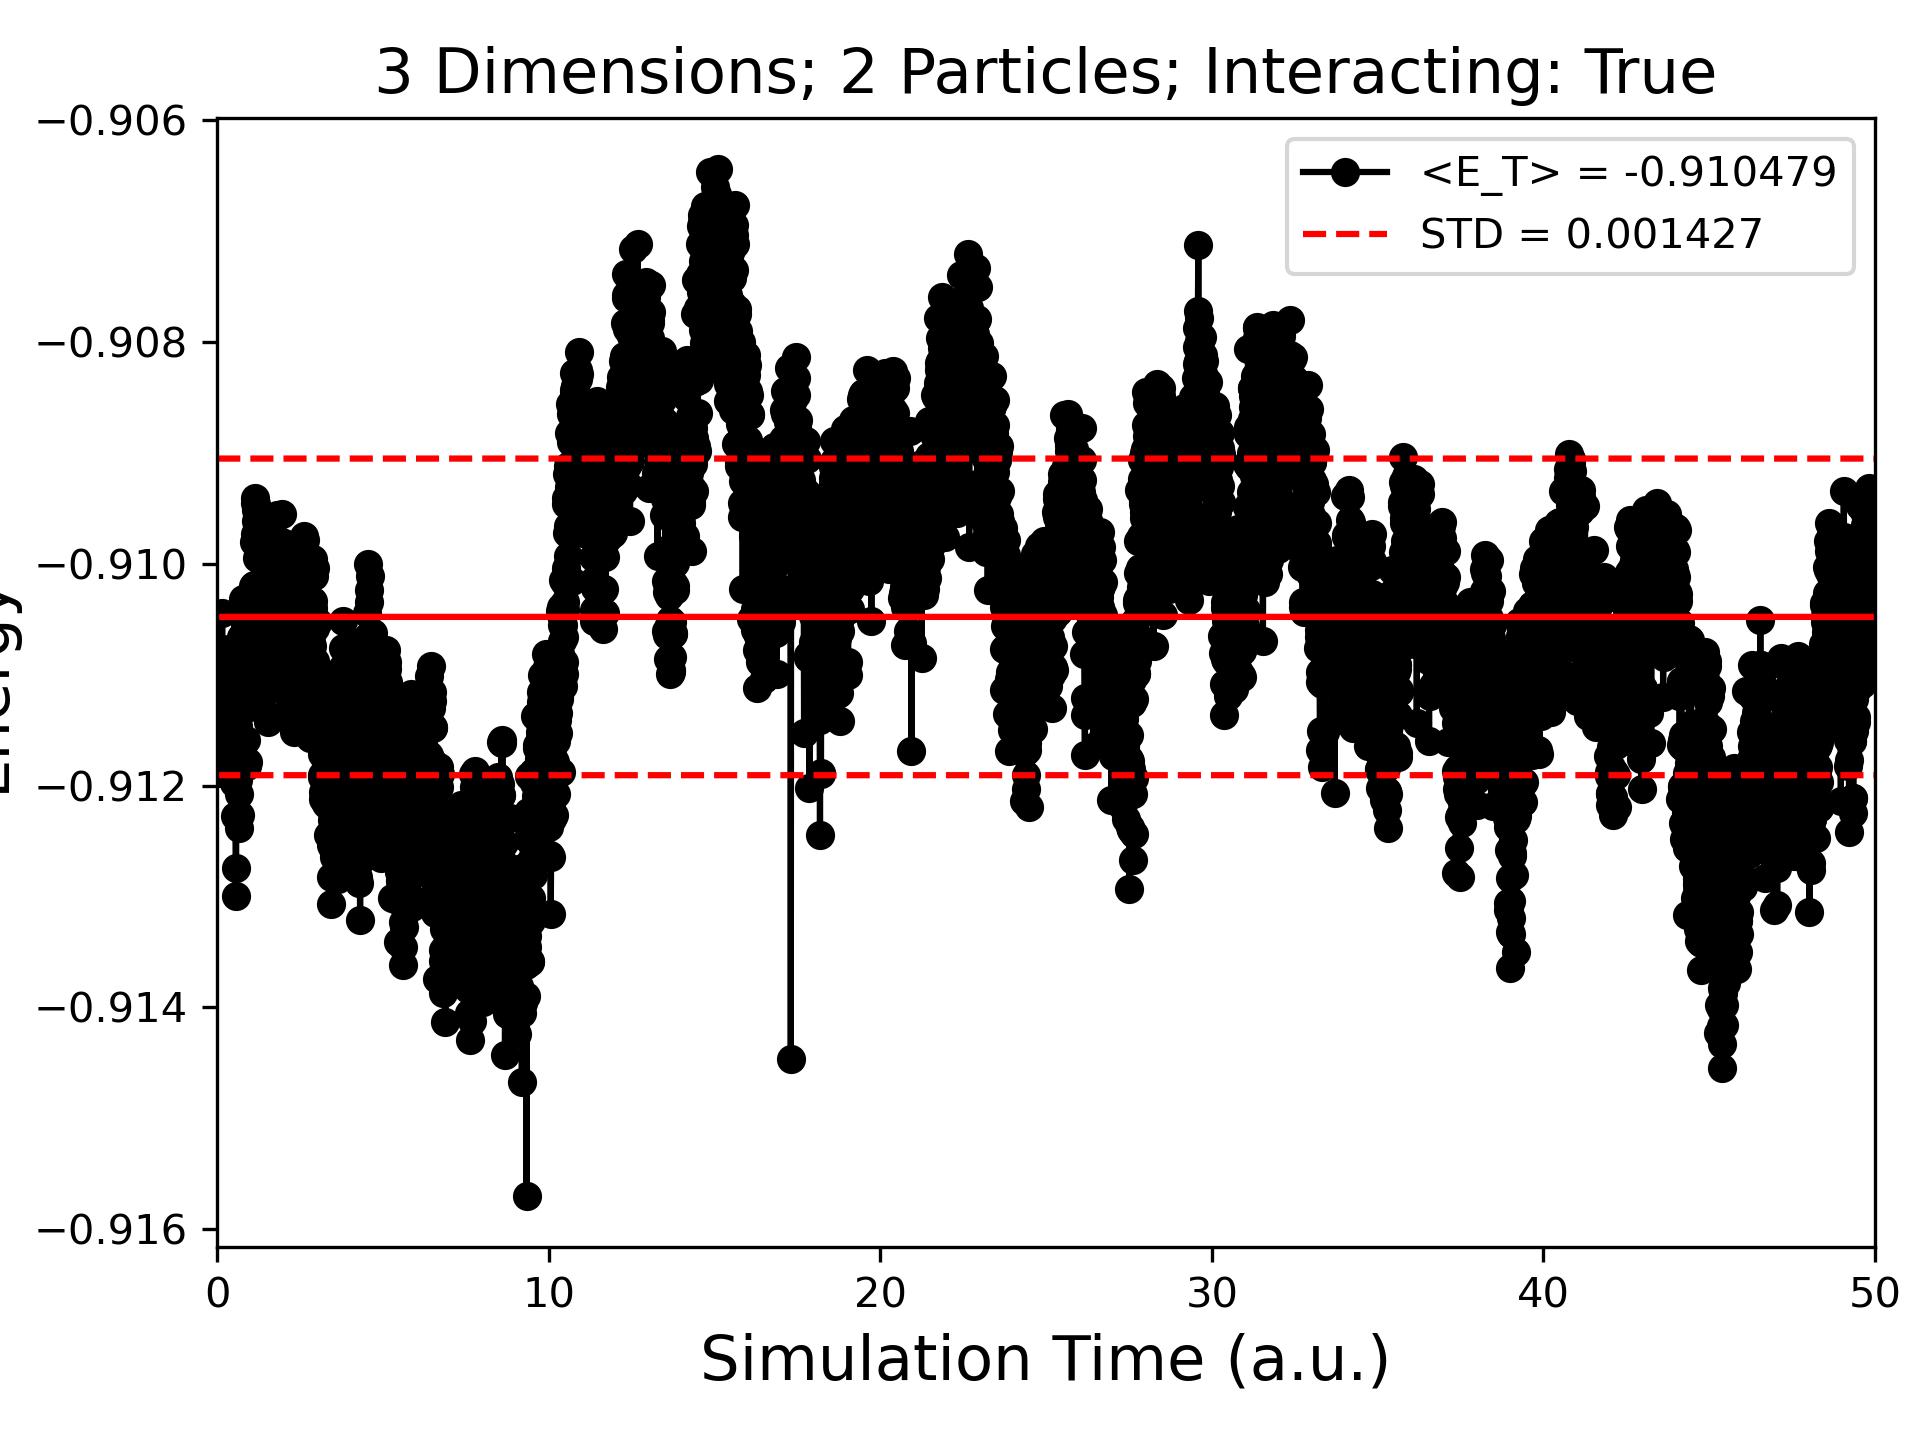 3 Dimensions; 2 Particles; Interacting: True
<E_T> = -0.910479
STD = 0.001427
−0.906
−0.908
−0.910
−0.912
−0.914
−0.916
Energy
0 10 20 30 40 50
Simulation Time (a.u.)